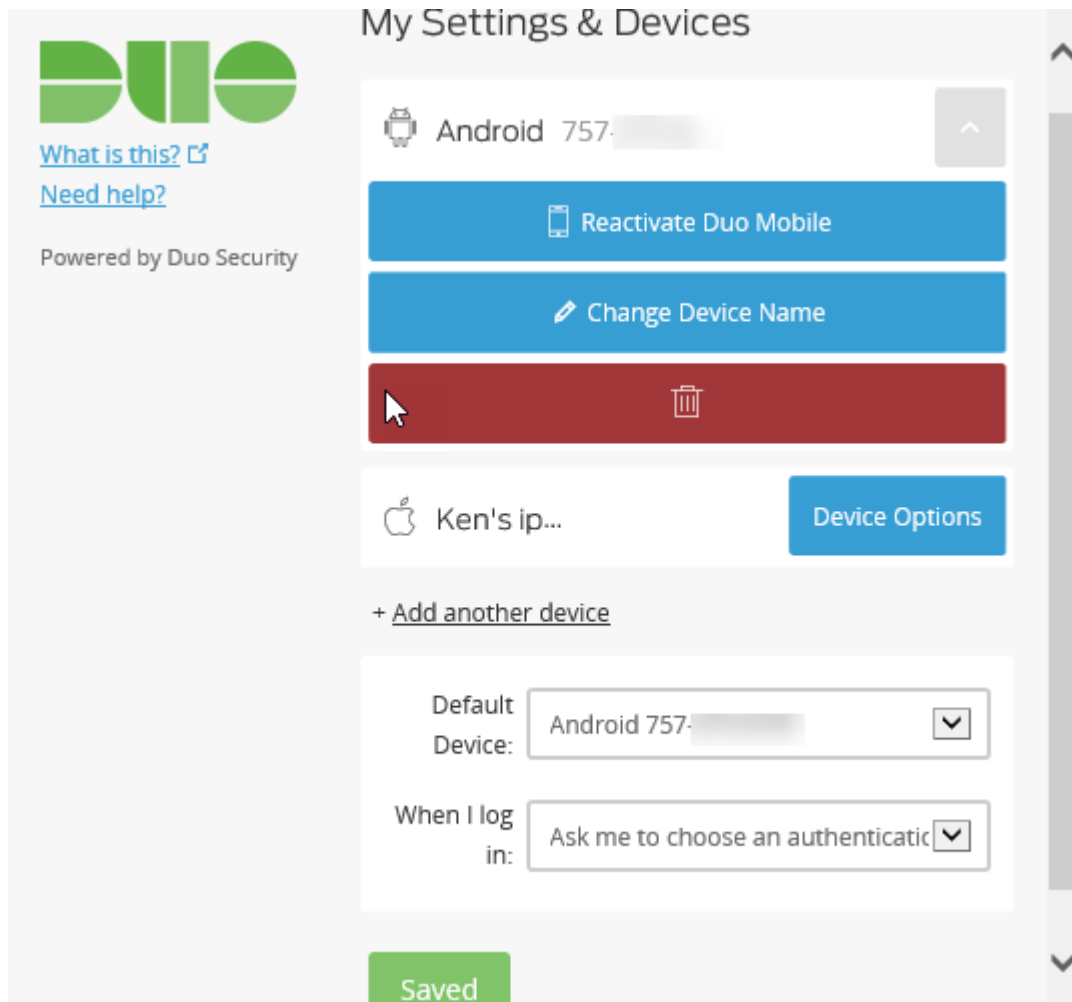 My Settings & Devices
DUO
What is this?
Need help?
Powered by Duo Security
Android 757-
Reactivate Duo Mobile
Change Device Name
Ken's ip...
Device Options
+ Add another device
Default
Device:
Android 757-
When I log
in:
Ask me to choose an authenticatic
Saved